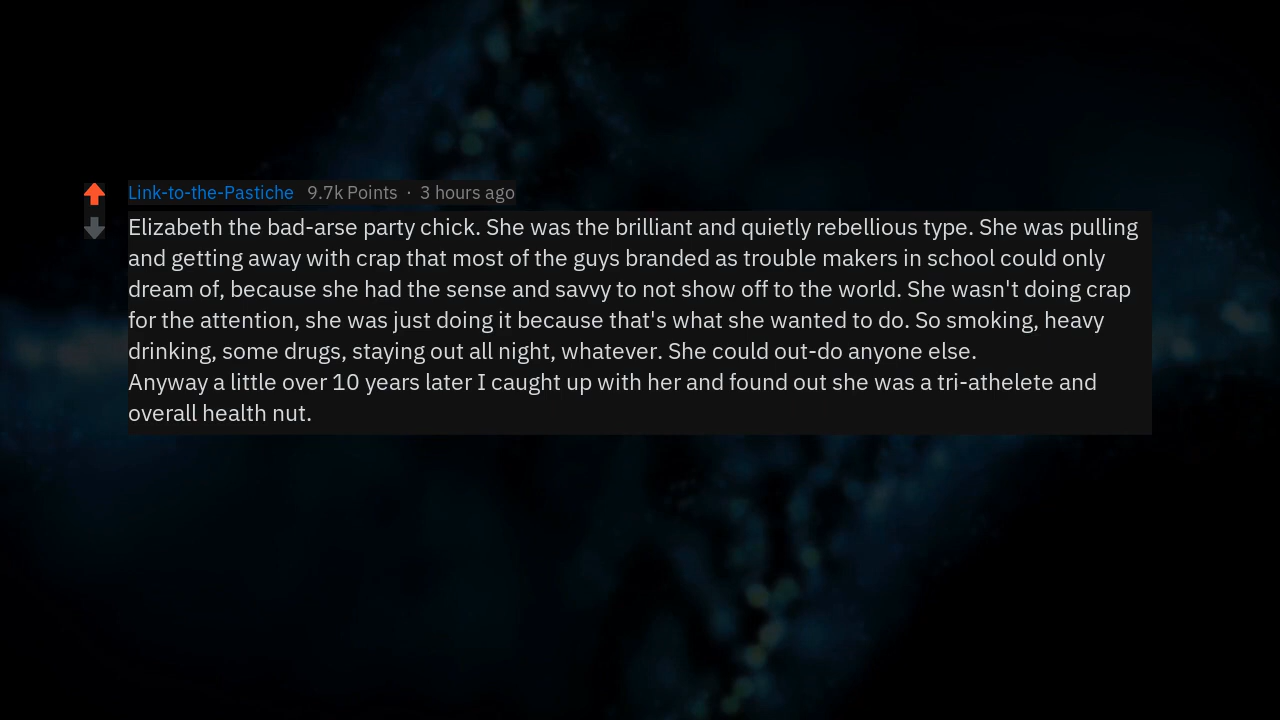 Link-to-the-Pastiche 9.7k Points · 3 hours ago
Elizabeth the bad-arse party chick. She was the brilliant and quietly rebellious type. She was pulling
and getting away with crap that most of the guys branded as trouble makers in school could only
dream of, because she had the sense and savvy to not show off to the world. She wasn't doing crap
for the attention, she was just doing it because that's what she wanted to do. So smoking, heavy
drinking, some drugs, staying out all night, whatever. She could out-do anyone else.
Anyway a little over 10 years later I caught up with her and found out she was a tri-athelete and
overall health nut.